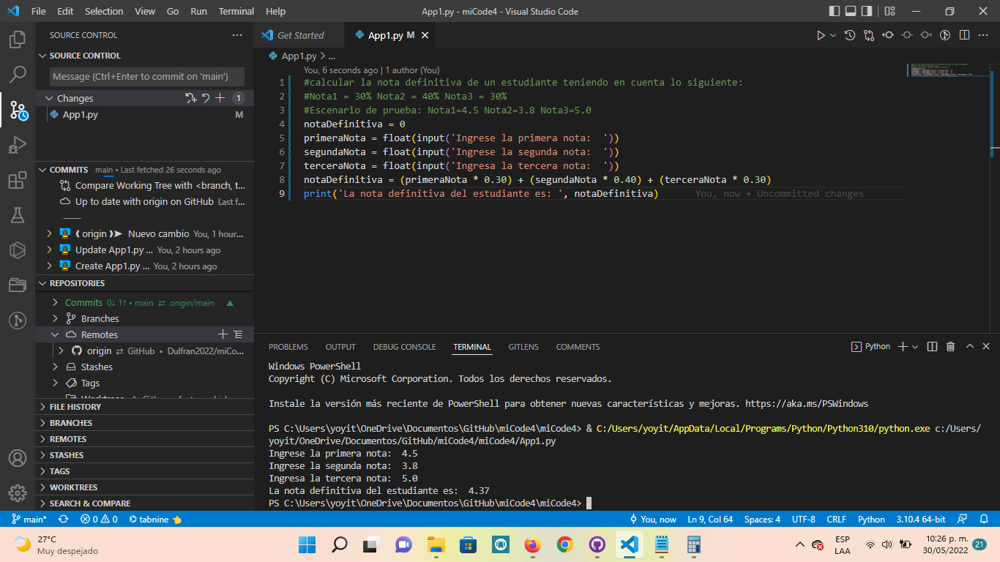 File Edit Selection View Go Run Terminal Help
App1.py - miCode4 - Visual Studio Code
SOURCE CONTROL
SOURCE CONTROL
Message (Ctrl+Enter to commit on 'main')
Changes 1
App1.py M
COMMITS main • Last fetched 26 seconds ago
Compare Working Tree with <branch, t...
Up to date with origin on GitHub Last f...
origin Nuevo cambio You, 1 hour...
Update App1.py ... You, 2 hours ago
Create App1.py ... You, 2 hours ago
REPOSITORIES
Commits 0↓ 1↑ • main ⇄ origin/main
Branches
Remotes
origin ⇄ GitHub • Dulfran2022/miCo...
Stashes
Tags
FILE HISTORY
BRANCHES
REMOTES
STASHES
TAGS
WORKTREES
SEARCH & COMPARE
Get Started App1.py M
App1.py > ...
You, 6 seconds ago | 1 author (You)
1 #calcular la nota definitiva de un estudiante teniendo en cuenta lo siguiente:
2 #Nota1 = 30% Nota2 = 40% Nota3 = 30%
3 #Escenario de prueba: Nota1=4.5 Nota2=3.8 Nota3=5.0
4 notaDefinitiva = 0
5 primeraNota = float(input('Ingrese la primera nota:  '))
6 segundaNota = float(input('Ingrese la segunda nota:  '))
7 terceraNota = float(input('Ingresa la tercera nota:  '))
8 notaDefinitiva = (primeraNota * 0.30) + (segundaNota * 0.40) + (terceraNota * 0.30)
9 print('La nota definitiva del estudiante es: ', notaDefinitiva) You, now • Uncommitted changes
PROBLEMS OUTPUT DEBUG CONSOLE TERMINAL GITLENS COMMENTS
Python
Windows PowerShell
Copyright (C) Microsoft Corporation. Todos los derechos reservados.
Instale la versión más reciente de PowerShell para obtener nuevas características y mejoras. https://aka.ms/PSWindows
PS C:\Users\yoyit\OneDrive\Documentos\GitHub\miCode4\miCode4> & C:/Users/yoyit/AppData/Local/Programs/Python/Python310/python.exe c:/Users/
yoyit/OneDrive/Documentos/GitHub/miCode4/miCode4/App1.py
Ingrese la primera nota:  4.5
Ingrese la segunda nota:  3.8
Ingresa la tercera nota:  5.0
La nota definitiva del estudiante es:  4.37
PS C:\Users\yoyit\OneDrive\Documentos\GitHub\miCode4\miCode4>
main* 0 0 tabnine
You, now Ln 9, Col 64 Spaces: 4 UTF-8 CRLF Python 3.10.4 64-bit
27°C
Muy despejado
ESP
LAA
10:26 p. m.
30/05/2022
21